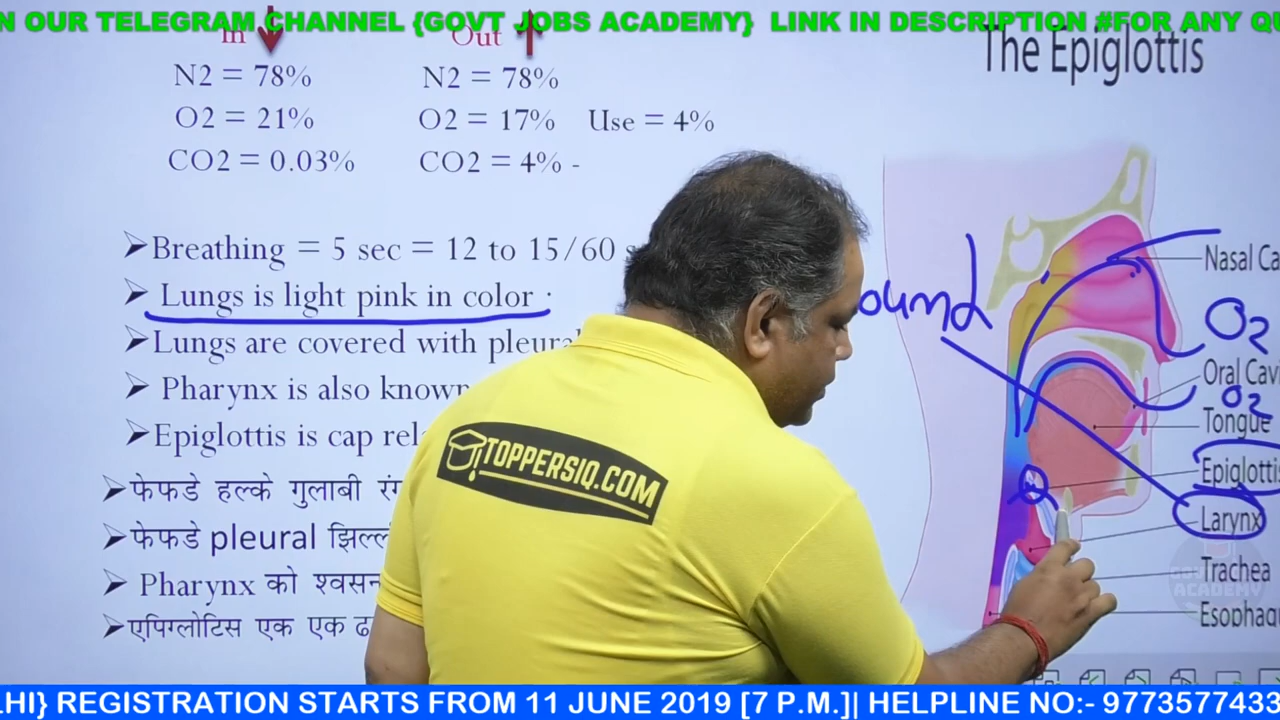 N OUR TELEGRAM CHANNEL {GOVT JOBS ACADEMY} LINK IN DESCRIPTION #FOR ANY QU
In Out
N2 = 78% N2 = 78%
O2 = 21% O2 = 17% Use = 4%
CO2 = 0.03% CO2 = 4% -
➢Breathing = 5 sec = 12 to 15/60 s
➢ Lungs is light pink in color
➢Lungs are covered with pleura
➢ Pharynx is also known
➢Epiglottis is cap rel
➢फेफडे हल्के गुलाबी रं
➢फेफडे pleural झिल्ल
➢ Pharynx को श्वसन
➢एपिग्लोटिस एक एक ढ
The Epiglottis
Nasal Ca
O2
Oral Cavi
O2
Tongue
Epiglottis
Larynx
Trachea
Esophagu
ound
TOPPERSIQ.COM
GOVT JOBS
ACADEMY
LHI} REGISTRATION STARTS FROM 11 JUNE 2019 [7 P.M.]| HELPLINE NO:- 9773577433